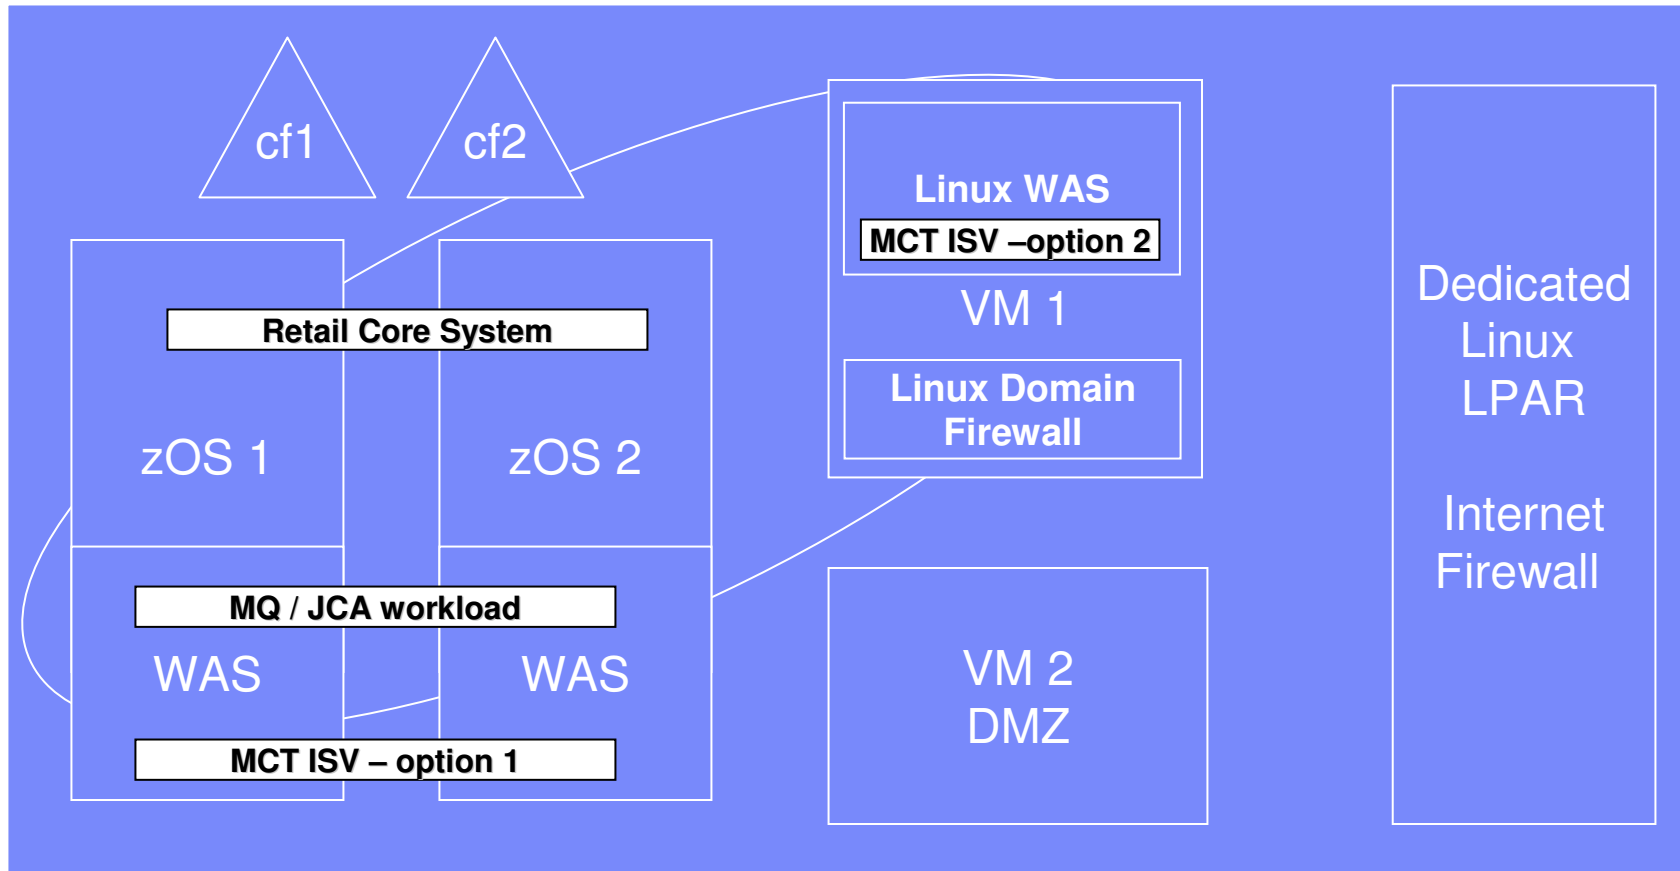 cf1
cf2
Retail Core System
zOS 1
zOS 2
MQ / JCA workload
WAS
WAS
MCT ISV – option 1
Linux WAS
MCT ISV –option 2
VM 1
Linux Domain
Firewall
VM 2
DMZ
Dedicated
Linux
LPAR
Internet
Firewall